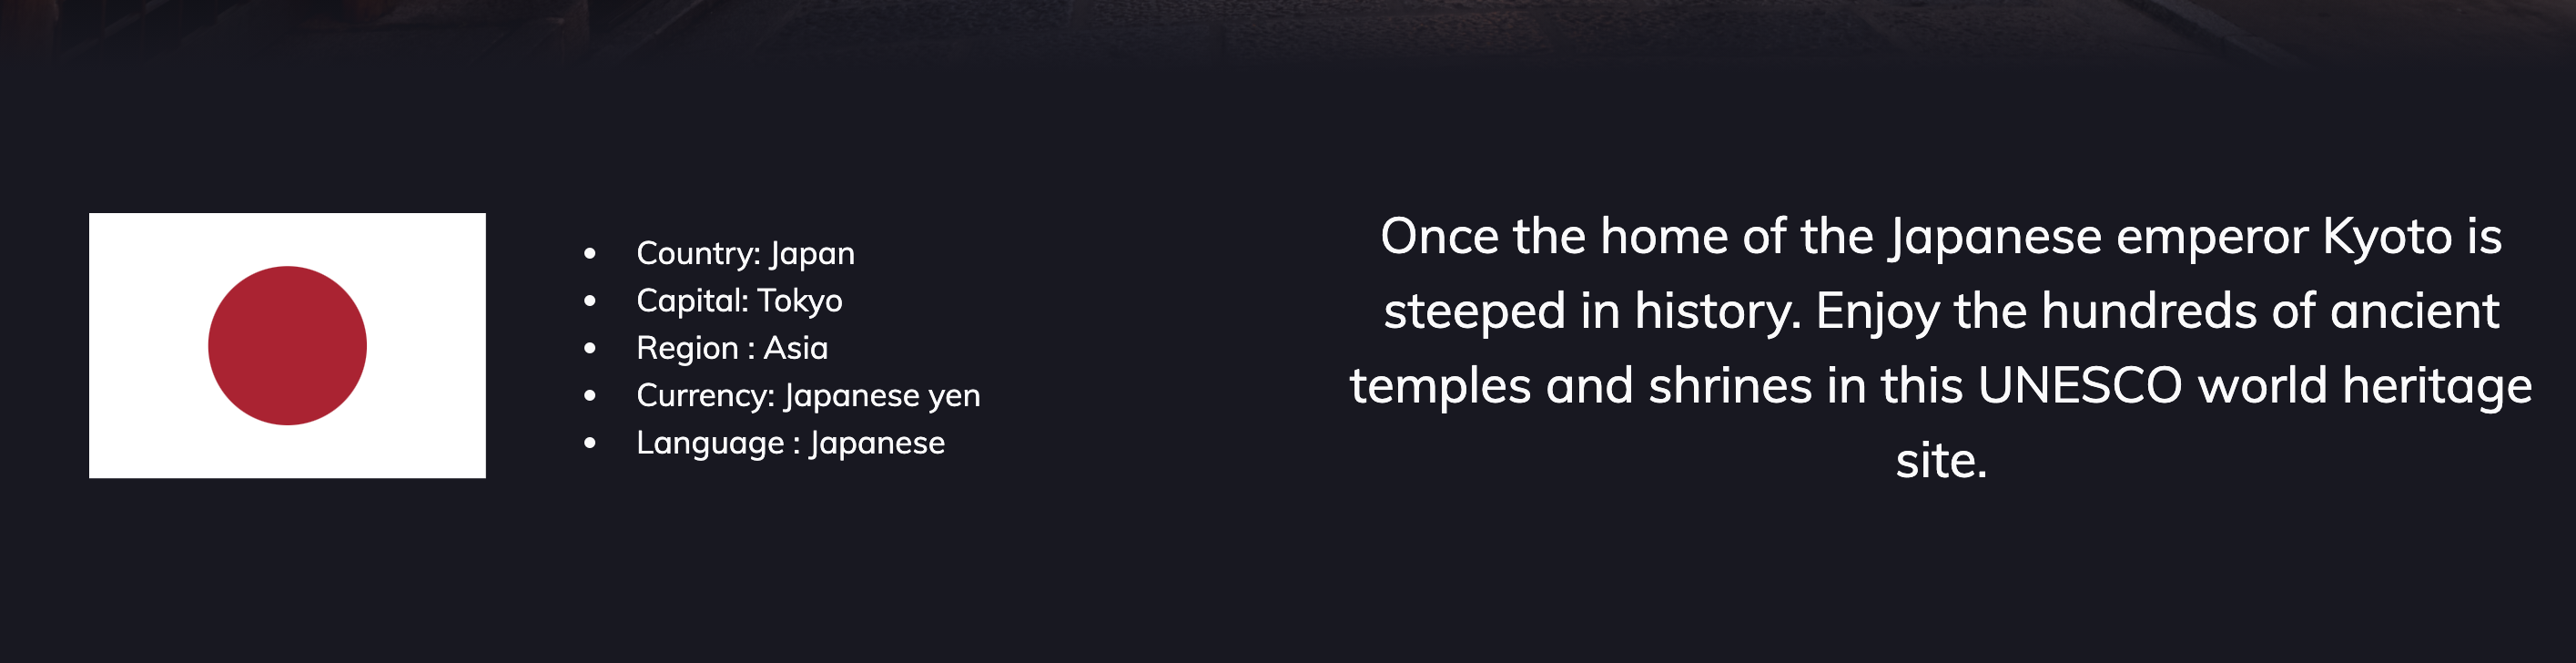 Country: Japan
Capital: Tokyo
Region : Asia
Currency: Japanese yen
Language : Japanese
Once the home of the Japanese emperor Kyoto is
steeped in history. Enjoy the hundreds of ancient
temples and shrines in this UNESCO world heritage
site.